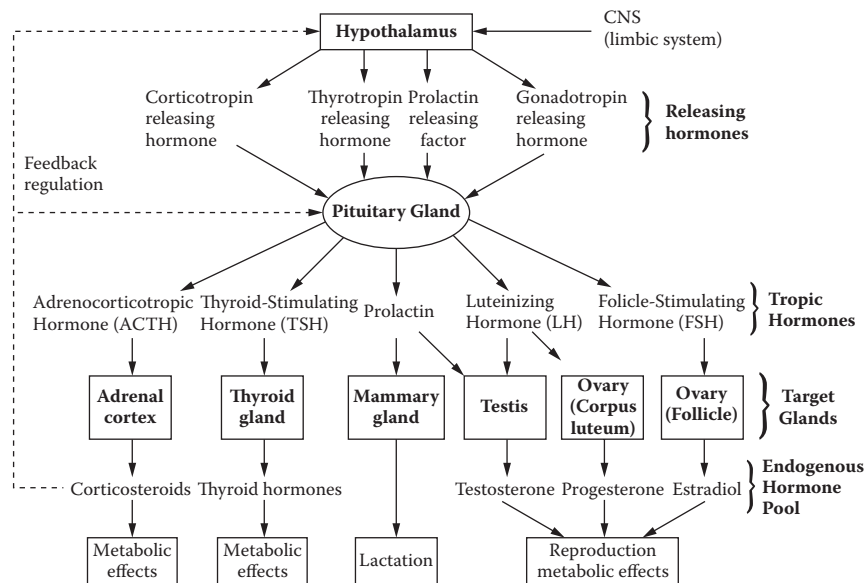 CNS
(limbic system)
Hypothalamus
Corticotropin
releasing
hormone
Thyrotropin
releasing
hormone
Prolactin
releasing
factor
Gonadotropin
releasing
hormone
Releasing
hormones
Feedback
regulation
Pituitary Gland
Adrenocorticotropic
Hormone (ACTH)
Thyroid-Stimulating
Hormone (TSH)
Prolactin
Luteinizing
Hormone (LH)
Folicle-Stimulating
Hormone (FSH)
Tropic
Hormones
Adrenal
cortex
Thyroid
gland
Mammary
gland
Testis
Ovary
(Corpus
luteum)
Ovary
(Follicle)
Target
Glands
Corticosteroids
Thyroid hormones
Testosterone
Progesterone
Estradiol
Endogenous
Hormone
Pool
Metabolic
effects
Metabolic
effects
Lactation
Reproduction
metabolic effects